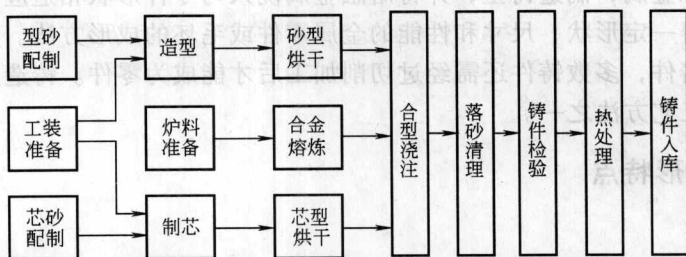 型砂
配制
造型
砂型
烘干
工装
准备
炉料
准备
合金
熔炼
芯砂
配制
制芯
芯型
烘干
合型浇注
落砂清理
铸件检验
热处理
铸件入库